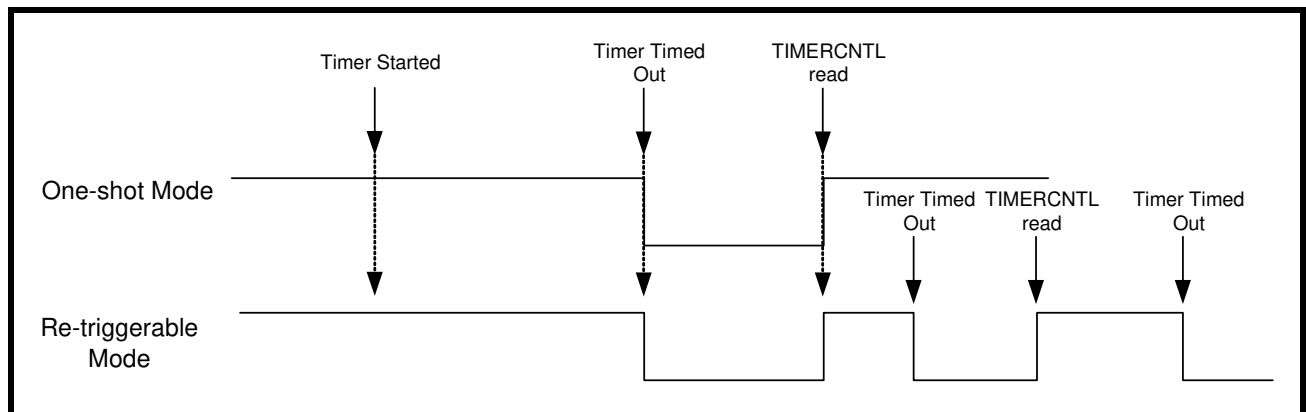 Timer Started
Timer Timed
Out
TIMERCNTL
read
One-shot Mode
Timer Timed
Out
TIMERCNTL
read
Timer Timed
Out
Re-triggerable
Mode